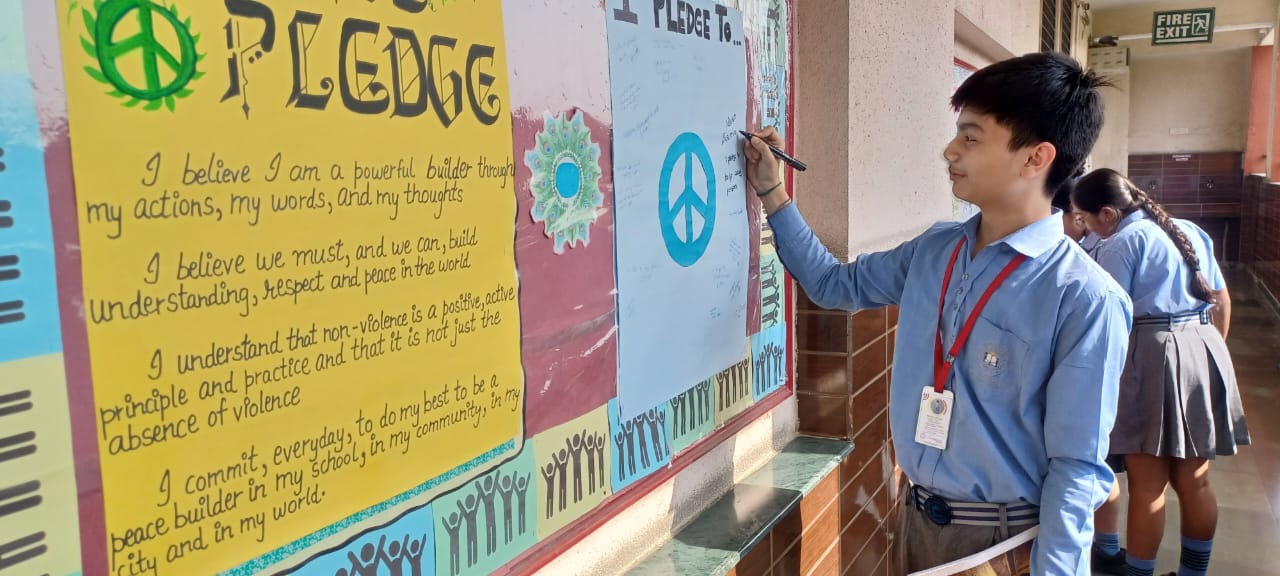 PLEDGE
I believe I am a powerful builder through
my actions, my words, and my thoughts
I believe we must, and we can, build
understanding, respect and peace in the world
I understand that non-violence is a positive, active
principle and practice and that it is not just the
absence of violence
I commit, everyday, to do my best to be a
peace builder in my school, in my community, in my
city and in my world.
I PLEDGE TO...
FIRE
EXIT